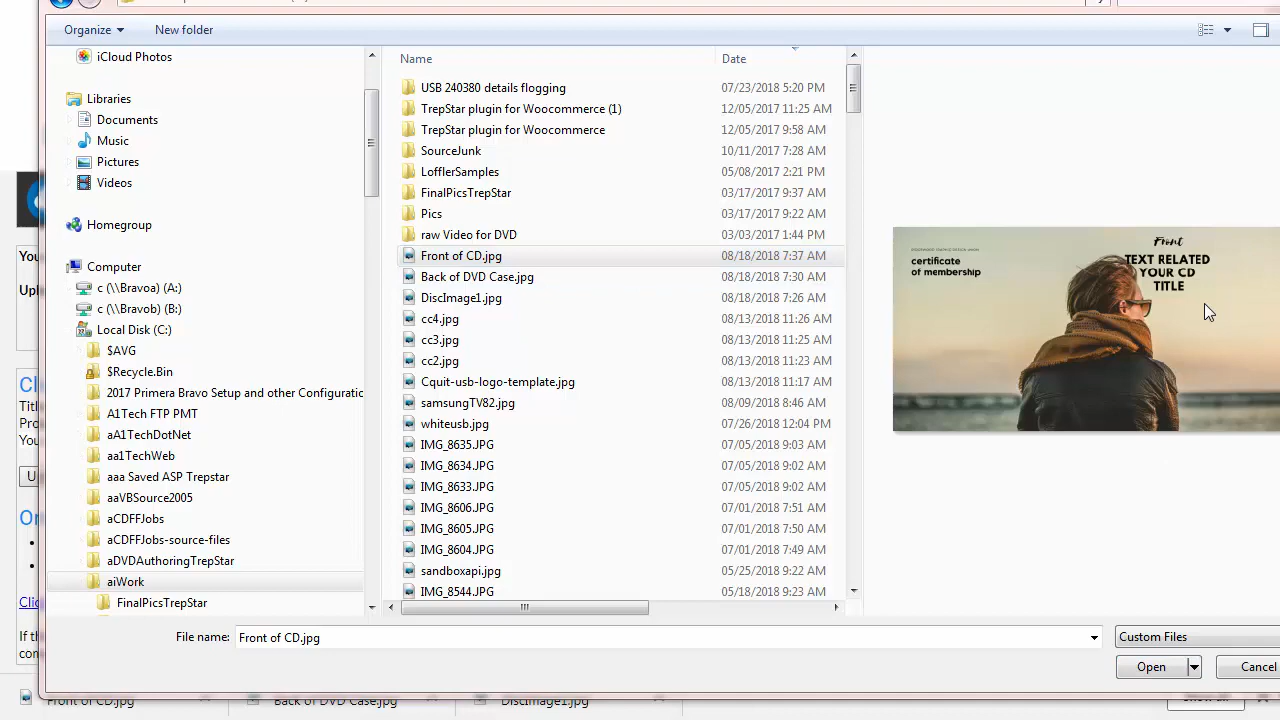 Organize
New folder
iCloud Photos
Libraries
Documents
Music
Pictures
Videos
Homegroup
Computer
c (\\Bravoa) (A:)
c (\\Bravob) (B:)
Local Disk (C:)
$AVG
$Recycle.Bin
2017 Primera Bravo Setup and other Configuratic
A1Tech FTP PMT
aA1TechDotNet
aa1TechWeb
aaa Saved ASP Trepstar
aaVBSource2005
aCDFFJobs
aCDFFJobs-source-files
aDVDAuthoringTrepStar
aiWork
FinalPicsTrepStar
Name Date
USB 240380 details flogging 07/23/2018 5:20 PM
TrepStar plugin for Woocommerce (1) 12/05/2017 11:25 AM
TrepStar plugin for Woocommerce 12/05/2017 9:58 AM
SourceJunk 10/11/2017 7:28 AM
LofflerSamples 05/08/2017 2:21 PM
FinalPicsTrepStar 03/17/2017 9:37 AM
Pics 03/17/2017 9:22 AM
raw Video for DVD 03/03/2017 1:44 PM
Front of CD.jpg 08/18/2018 7:37 AM
Back of DVD Case.jpg 08/18/2018 7:30 AM
DiscImage1.jpg 08/18/2018 7:26 AM
cc4.jpg 08/13/2018 11:26 AM
cc3.jpg 08/13/2018 11:25 AM
cc2.jpg 08/13/2018 11:23 AM
Cquit-usb-logo-template.jpg 08/13/2018 11:17 AM
samsungTV82.jpg 08/09/2018 8:46 AM
whiteusb.jpg 07/26/2018 12:04 PM
IMG_8635.JPG 07/05/2018 9:03 AM
IMG_8634.JPG 07/05/2018 9:02 AM
IMG_8633.JPG 07/05/2018 9:02 AM
IMG_8606.JPG 07/01/2018 7:51 AM
IMG_8605.JPG 07/01/2018 7:50 AM
IMG_8604.JPG 07/01/2018 7:49 AM
sandboxapi.jpg 05/25/2018 9:22 AM
IMG_8544.JPG 05/18/2018 9:23 AM
certificate
of membership
Front
TEXT RELATED
YOUR CD
TITLE
File name: Front of CD.jpg
Custom Files
Open
Cancel
You
Upl
Cl
Titl
Pro
You
U
Or
Clic
If th
com
Front of CD.jpg
Back of DVD Case.jpg
DiscImage1.jpg
Show all